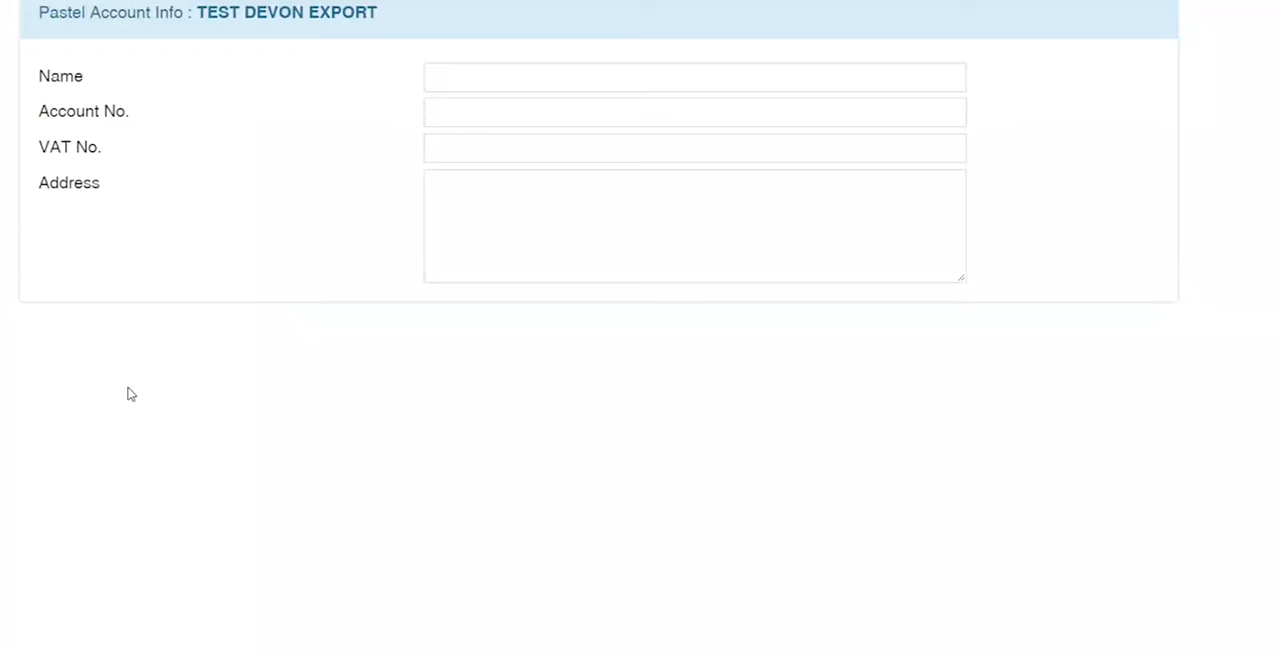 Pastel Account Info : TEST DEVON EXPORT
Name
Account No.
VAT No.
Address